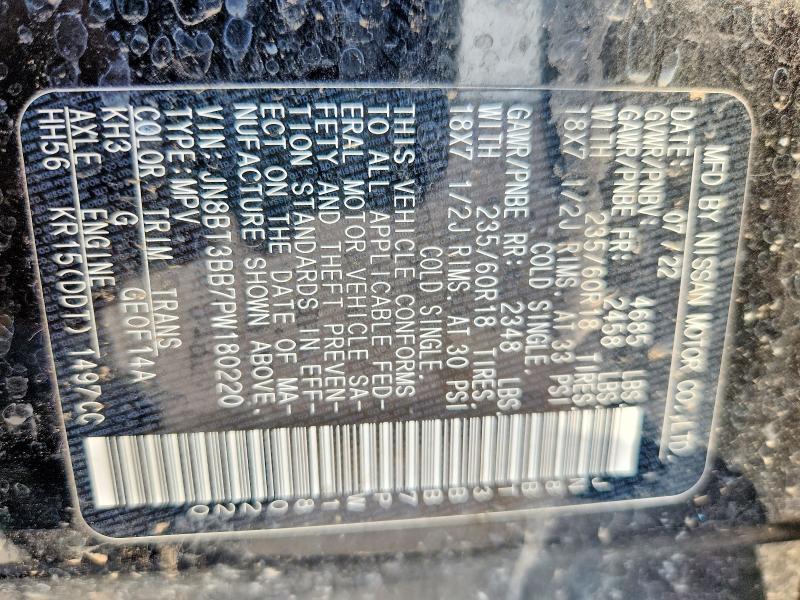 MFD BY NISSAN MOTOR CO.,LTD.
DATE: 07/22
GVWR/PNBV: 4685 LBS.
GAWR/PNBE FR: 2458 LBS.
WITH 235/60R18 TIRES,
18X7 1/2J RIMS. AT 33 PSI
COLD SINGLE.
GAWR/PNBE RR: 2348 LBS.
WITH 235/60R18 TIRES,
18X7 1/2J RIMS. AT 30 PSI
COLD SINGLE.
THIS VEHICLE CONFORMS
TO ALL APPLICABLE FED-
ERAL MOTOR VEHICLE SA-
FETY AND THEFT PREVEN-
TION STANDARDS IN EFF-
ECT ON THE DATE OF MA-
NUFACTURE SHOWN ABOVE.
VIN: JN8BT3BB7PW180220
TYPE: MPV
COLOR TRIM TRANS
KH3 G GEOF14A
AXLE ENGINE
HH56 KR15(DDT) 1497CC
JN8BT3BB7PW180220